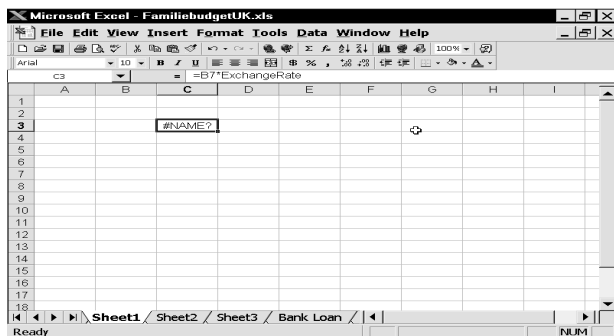 Microsoft Excel - FamiliebudgetUK.xls
File Edit View Insert Format Tools Data Window Help
100%
Arial 10 B I U $ % ,
C3 = =B7*ExchangeRate
A B C D E F G H I
1
2
3 #NAME?
4
5
6
7
8
9
10
11
12
13
14
15
16
17
18
Sheet1 Sheet2 Sheet3 Bank Loan
Ready NUM